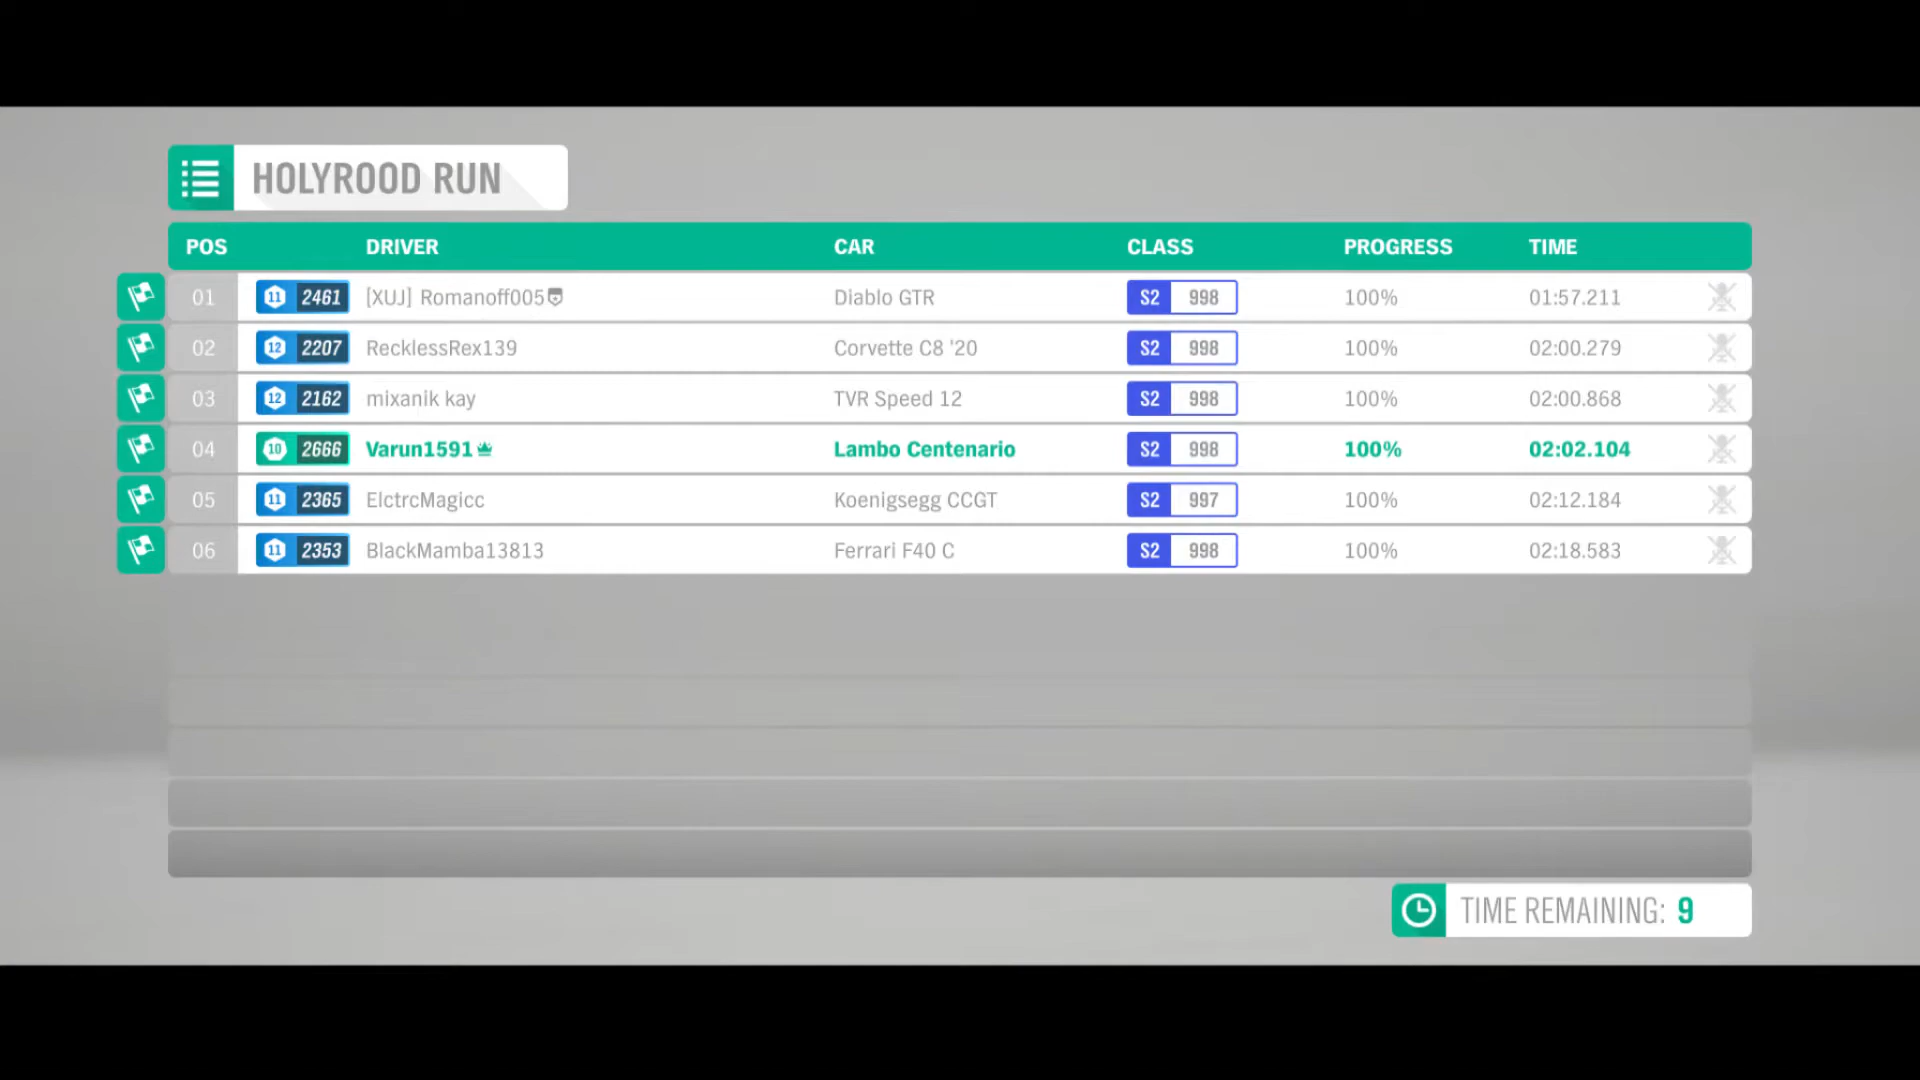 HOLYROOD RUN
POS DRIVER CAR CLASS PROGRESS TIME
01 11 2461 [XUJ] Romanoff005 Diablo GTR S2 998 100% 01:57.211
02 12 2207 RecklessRex139 Corvette C8 '20 S2 998 100% 02:00.279
03 12 2162 mixanik kay TVR Speed 12 S2 998 100% 02:00.868
04 10 2666 Varun1591 Lambo Centenario S2 998 100% 02:02.104
05 11 2365 ElctrcMagicc Koenigsegg CCGT S2 997 100% 02:12.184
06 11 2353 BlackMamba13813 Ferrari F40 C S2 998 100% 02:18.583
TIME REMAINING: 9